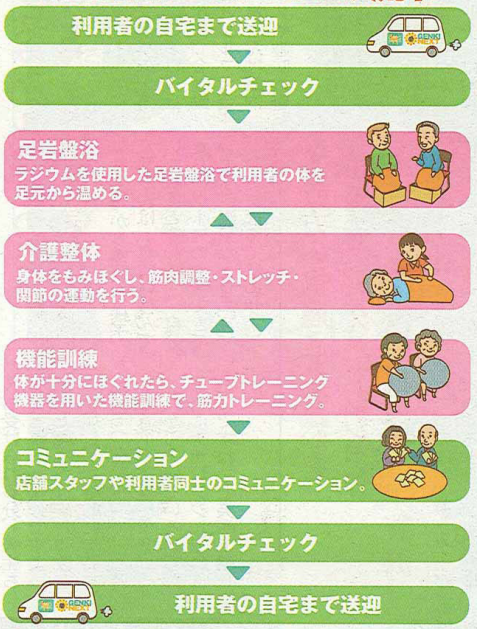 利用者の自宅まで送迎
GENKI
NEXT
バイタルチェック
足岩盤浴
ラジウムを使用した足岩盤浴で利用者の体を
足元から温める。
介護整体
身体をもみほぐし、筋肉調整・ストレッチ・
関節の運動を行う。
機能訓練
体が十分にほぐれたら、チューブトレーニング
機器を用いた機能訓練で、筋力トレーニング。
コミュニケーション
店舗スタッフや利用者同士のコミュニケーション。
バイタルチェック
GENKI
NEXT
利用者の自宅まで送迎